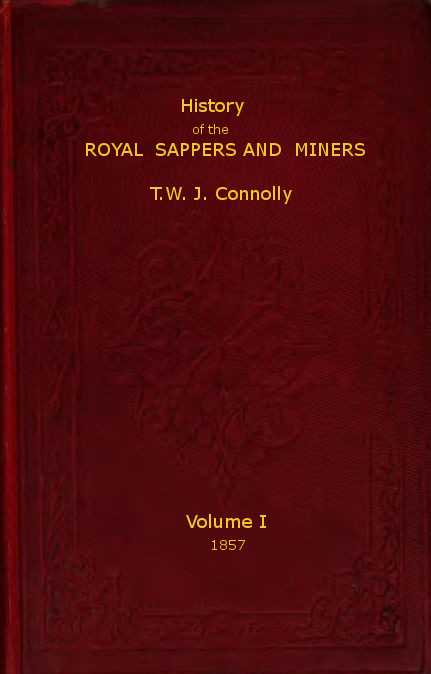 History
of the
ROYAL SAPPERS AND MINERS
T.W. J. Connolly
Volume I
1857